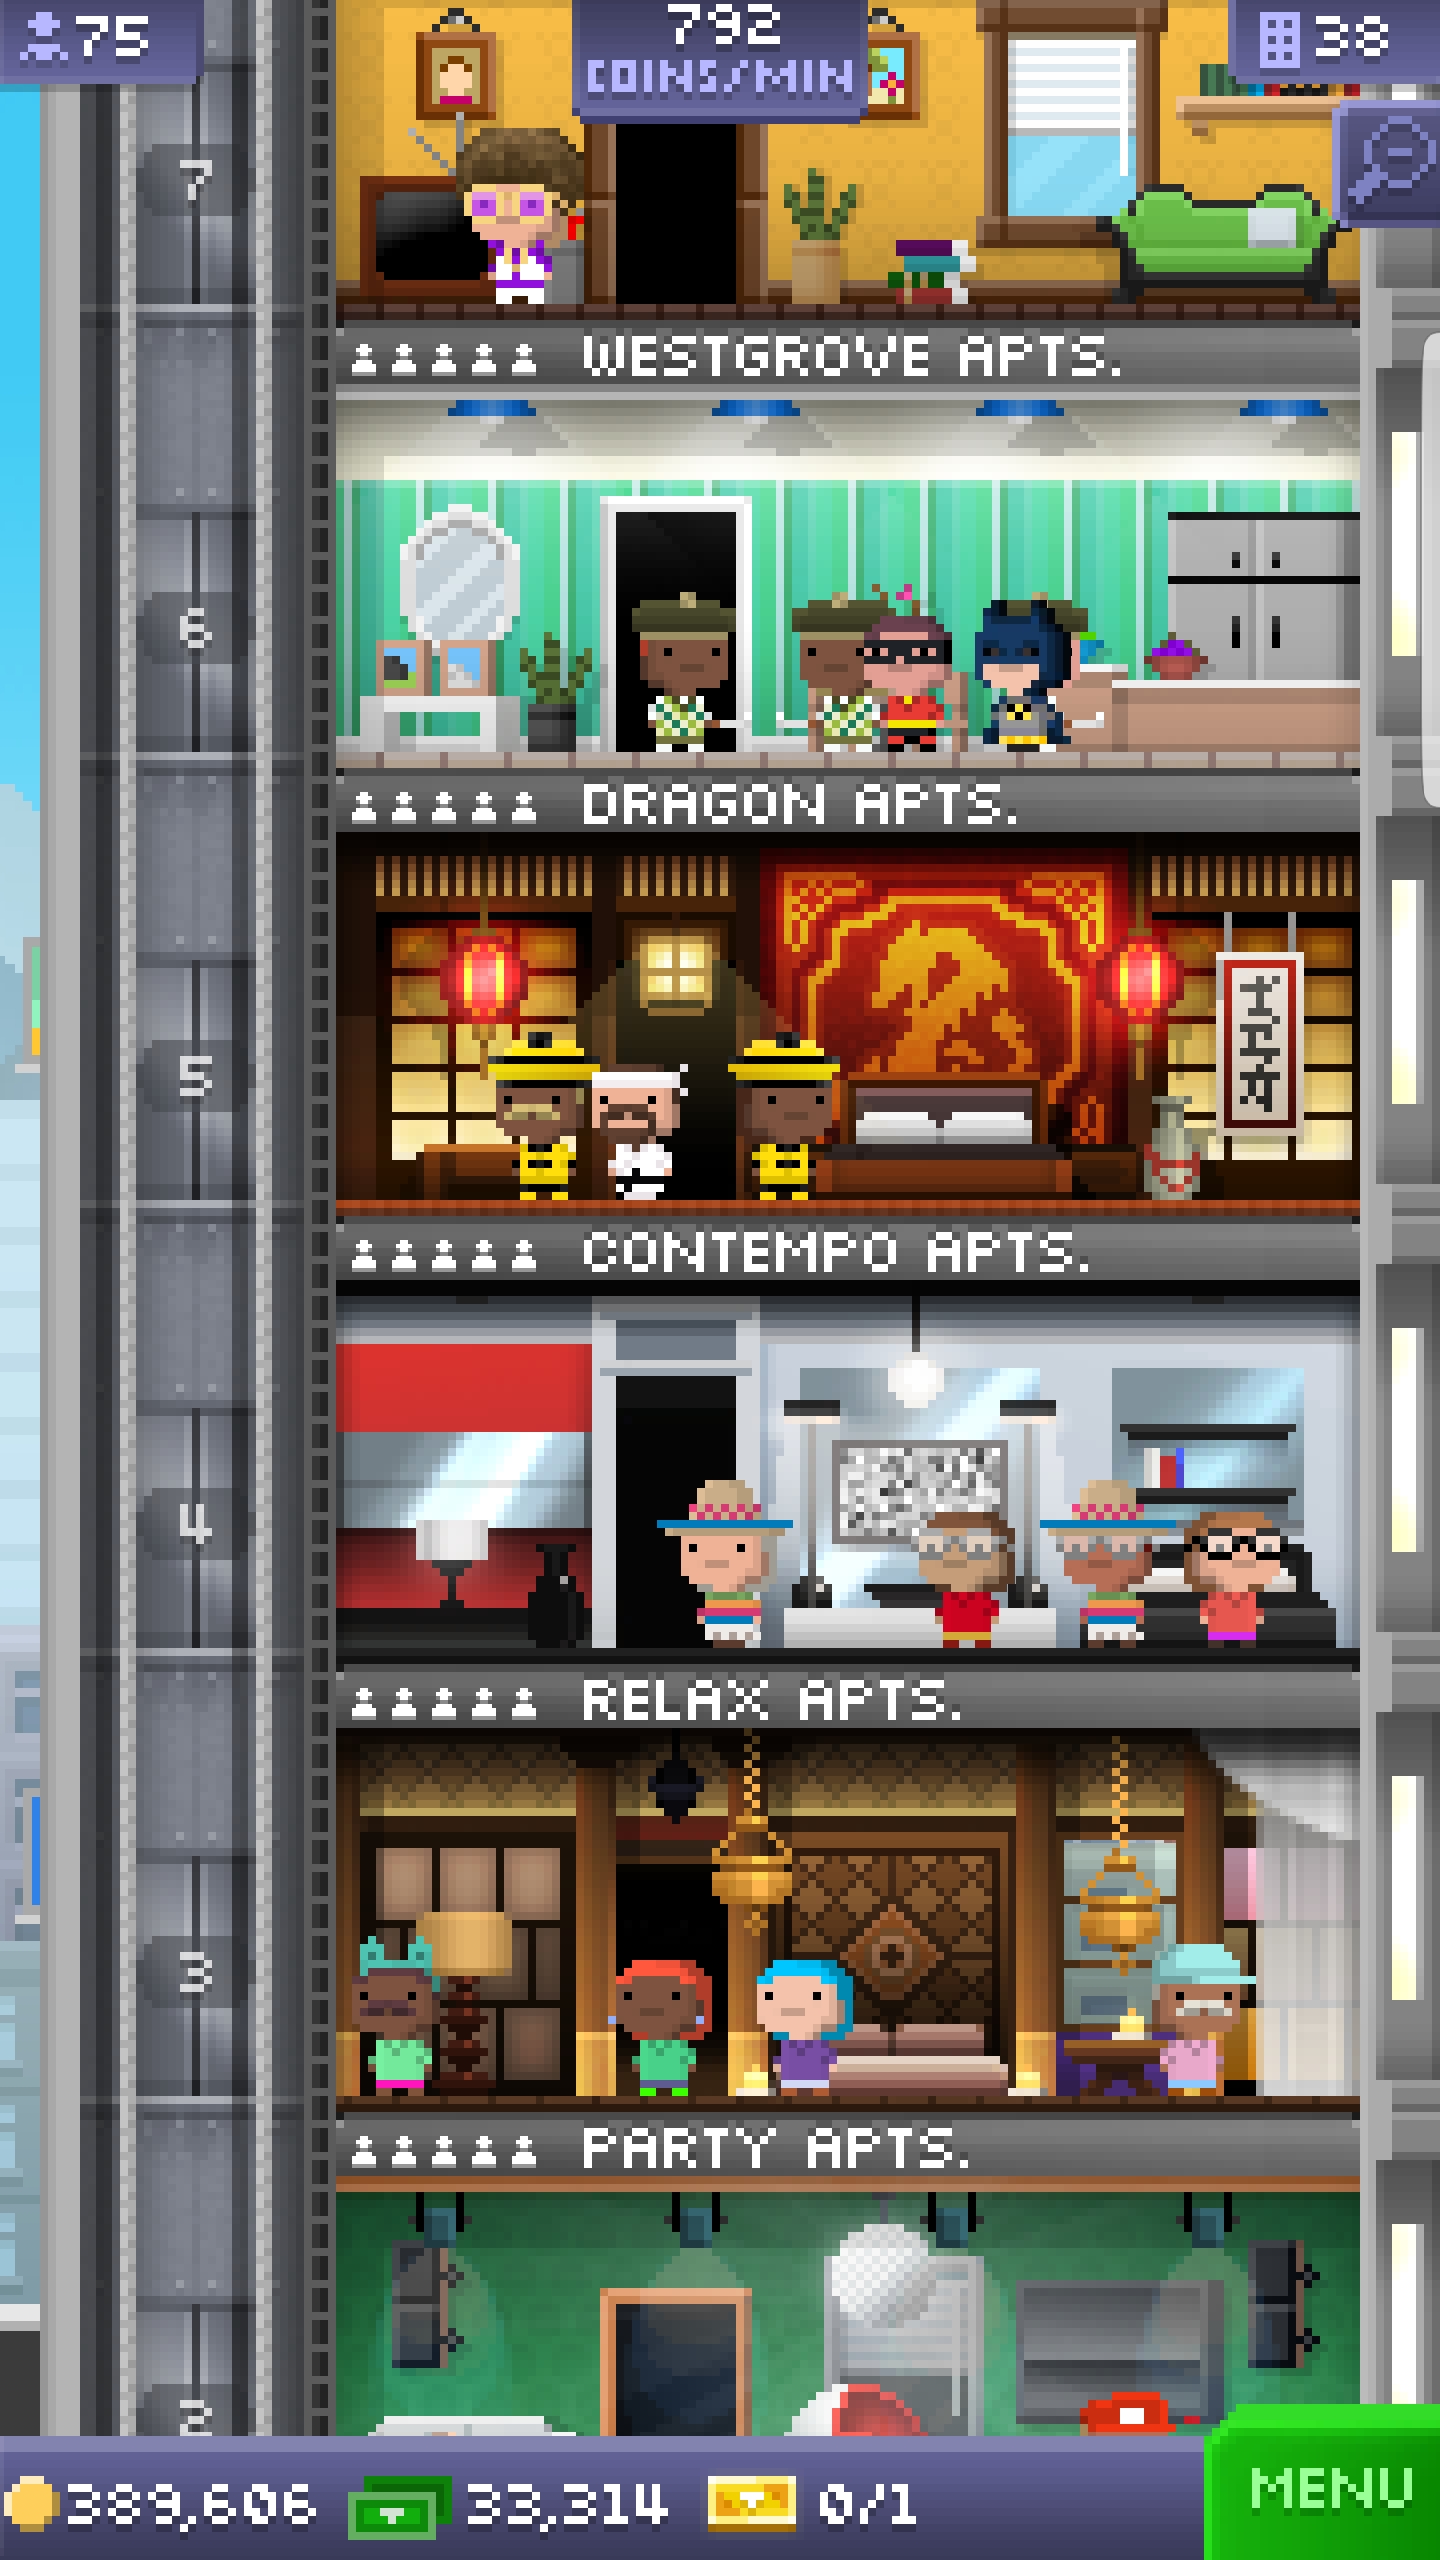 75
792
COINS/MIN
38
7
WESTGROVE APTS.
6
DRAGON APTS.
5
CONTEMPO APTS.
4
RELAX APTS.
3
PARTY APTS.
2
389,606
33,314
0/1
MENU